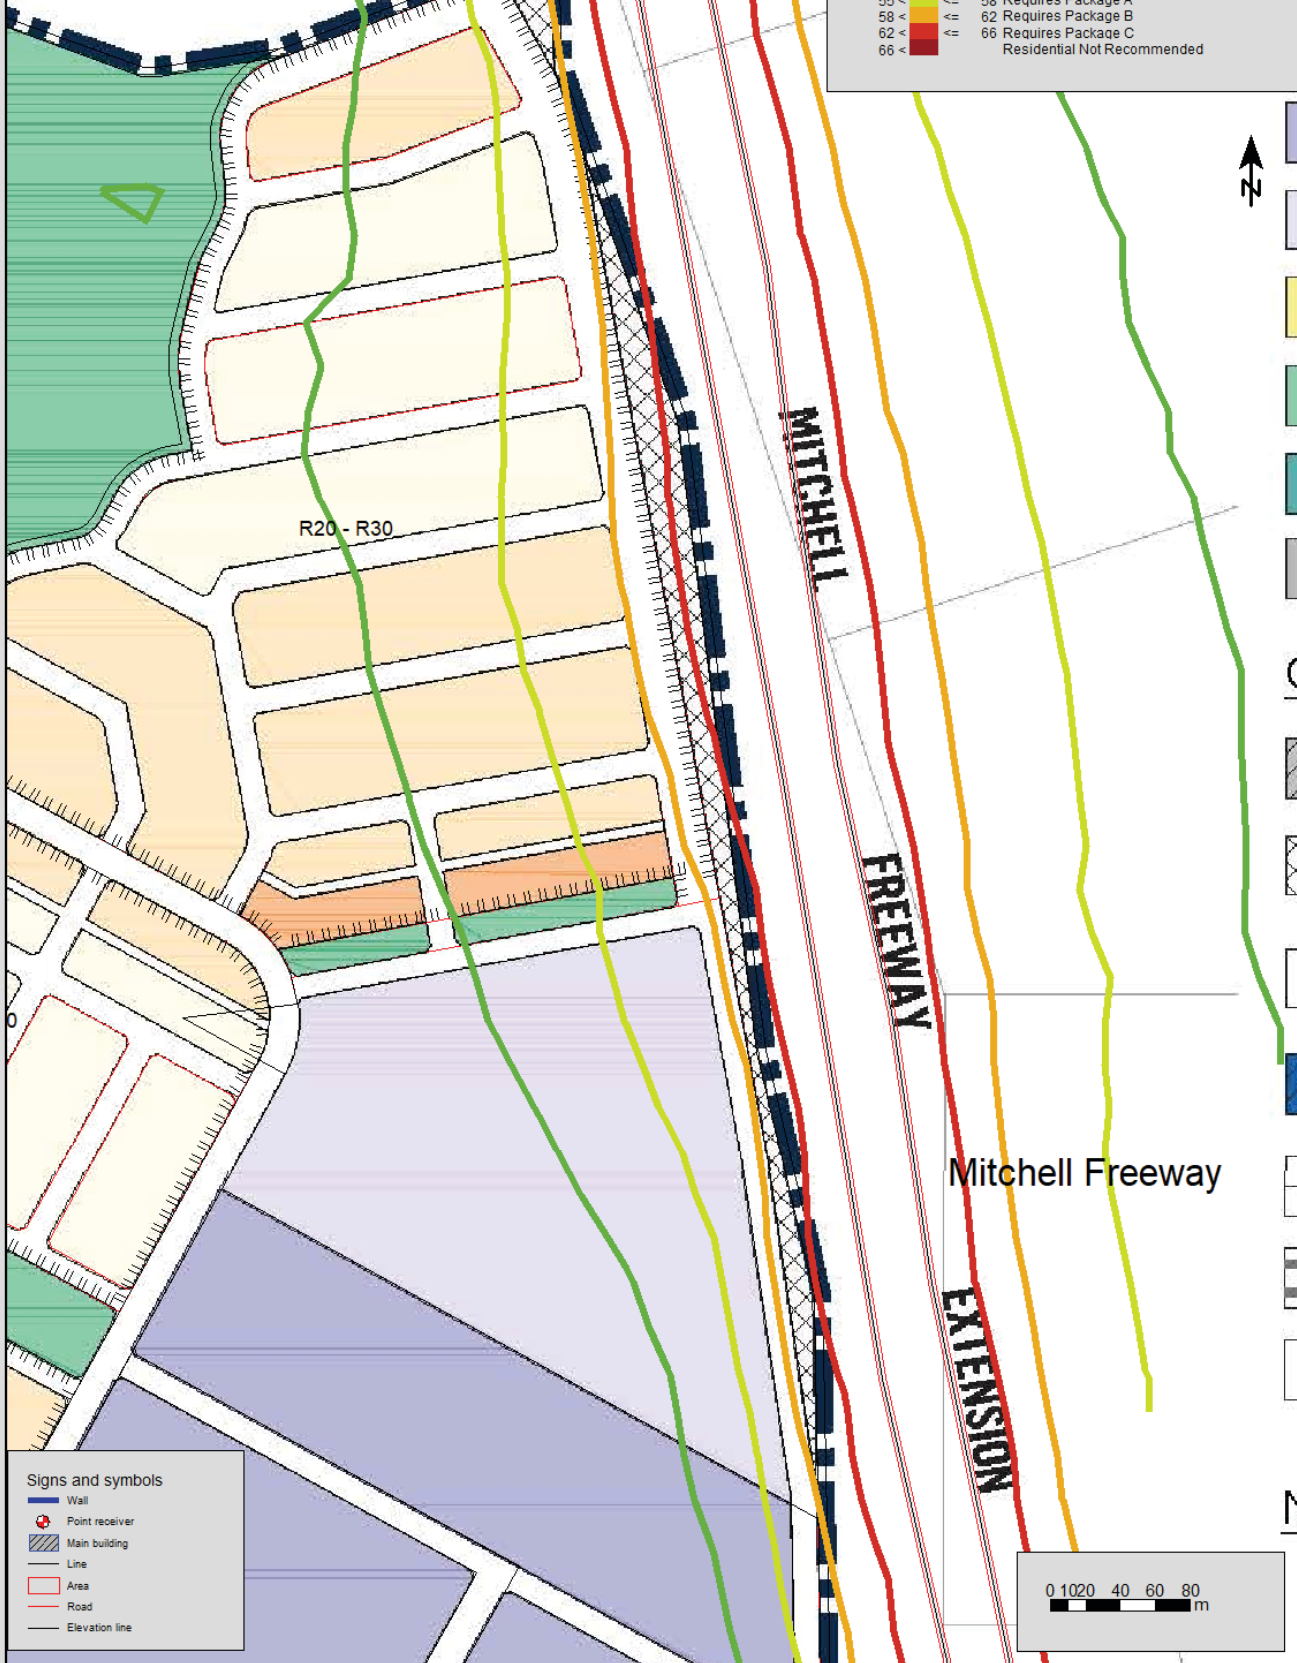 55 < <= 58 Requires Package A
58 < <= 62 Requires Package B
62 < <= 66 Requires Package C
66 < Residential Not Recommended
N
MITCHELL
R20 - R30
FREEWAY
0
Mitchell Freeway
EXTENSION
Signs and symbols
Wall
Point receiver
Main building
Line
Area
Road
Elevation line
0 10 20 40 60 80
m